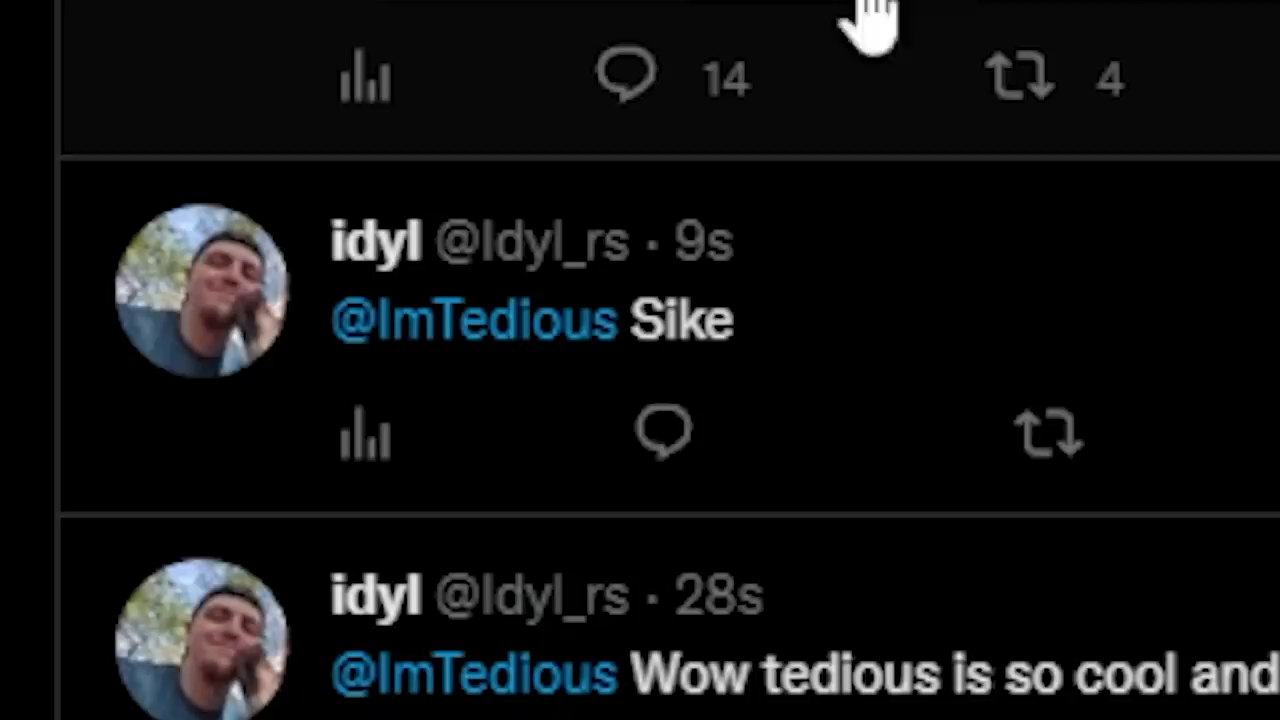 14 4
idyl @Idyl_rs · 9s
@ImTedious Sike
idyl @Idyl_rs · 28s
@ImTedious Wow tedious is so cool and